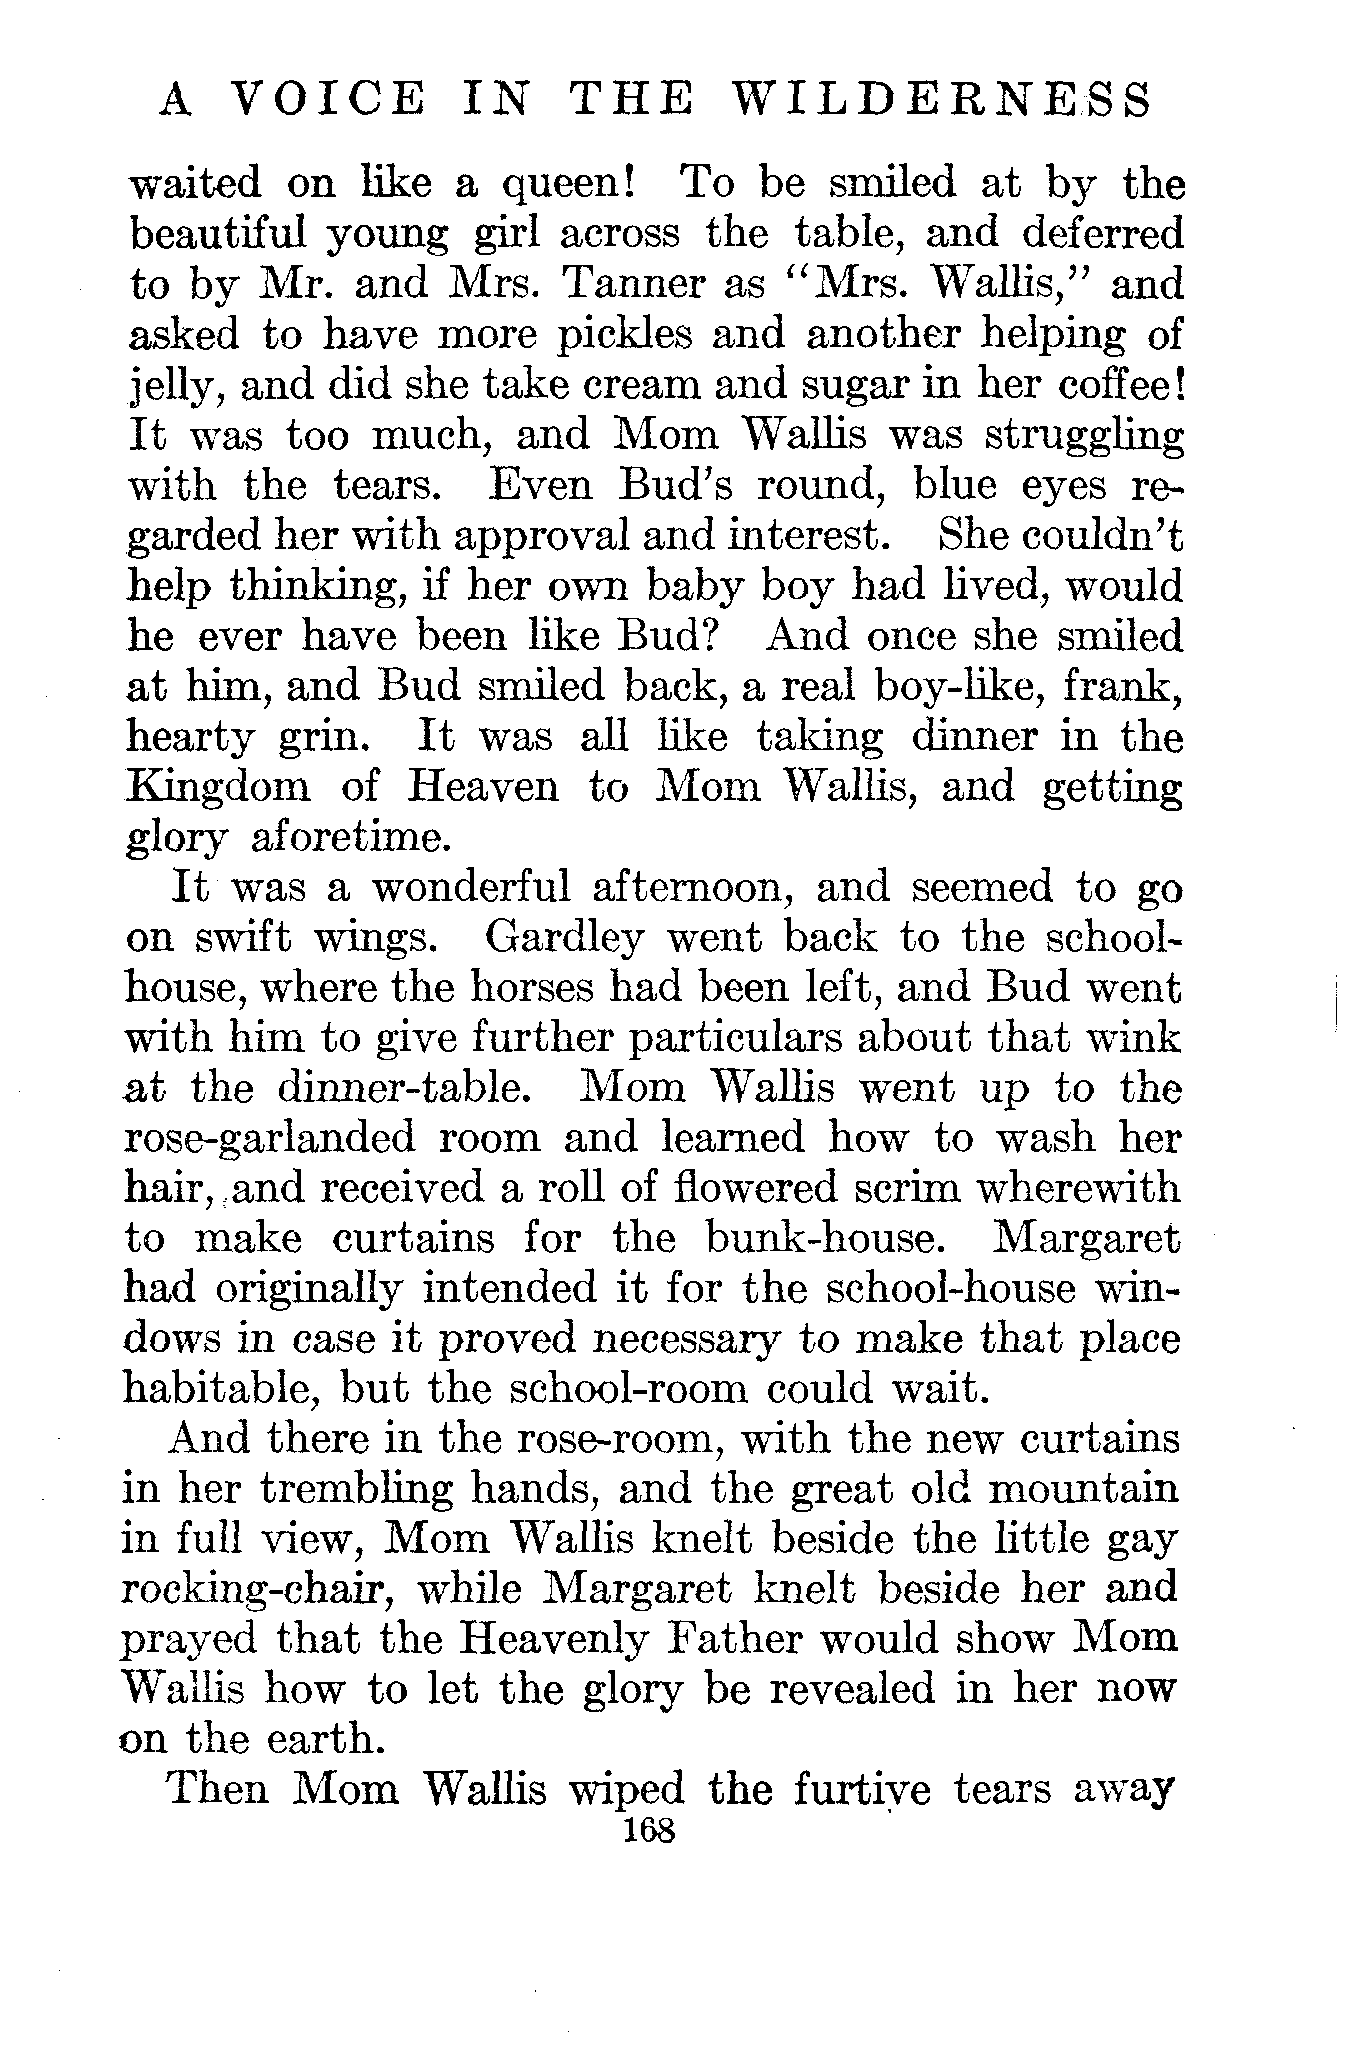 A VOICE IN THE WILDERNESS
waited on like a queen! To be smiled at by the
beautiful young girl across the table, and deferred
to by Mr. and Mrs. Tanner as “Mrs. Wallis,” and
asked to have more pickles and another helping of
jelly, and did she take cream and sugar in her coffee!
It was too much, and Mom Wallis was struggling
with the tears. Even Bud’s round, blue eyes re-
garded her with approval and interest. She couldn’t
help thinking, if her own baby boy had lived, would
he ever have been like Bud? And once she smiled
at him, and Bud smiled back, a real boy-like, frank,
hearty grin. It was all like taking dinner in the
Kingdom of Heaven to Mom Wallis, and getting
glory aforetime.
It was a wonderful afternoon, and seemed to go
on swift wings. Gardley went back to the school-
house, where the horses had been left, and Bud went
with him to give further particulars about that wink
at the dinner-table. Mom Wallis went up to the
rose-garlanded room and learned how to wash her
hair, and received a roll of flowered scrim wherewith
to make curtains for the bunk-house. Margaret
had originally intended it for the school-house win-
dows in case it proved necessary to make that place
habitable, but the school-room could wait.
And there in the rose-room, with the new curtains
in her trembling hands, and the great old mountain
in full view, Mom Wallis knelt beside the little gay
rocking-chair, while Margaret knelt beside her and
prayed that the Heavenly Father would show Mom
Wallis how to let the glory be revealed in her now
on the earth.
Then Mom Wallis wiped the furtive tears away
168